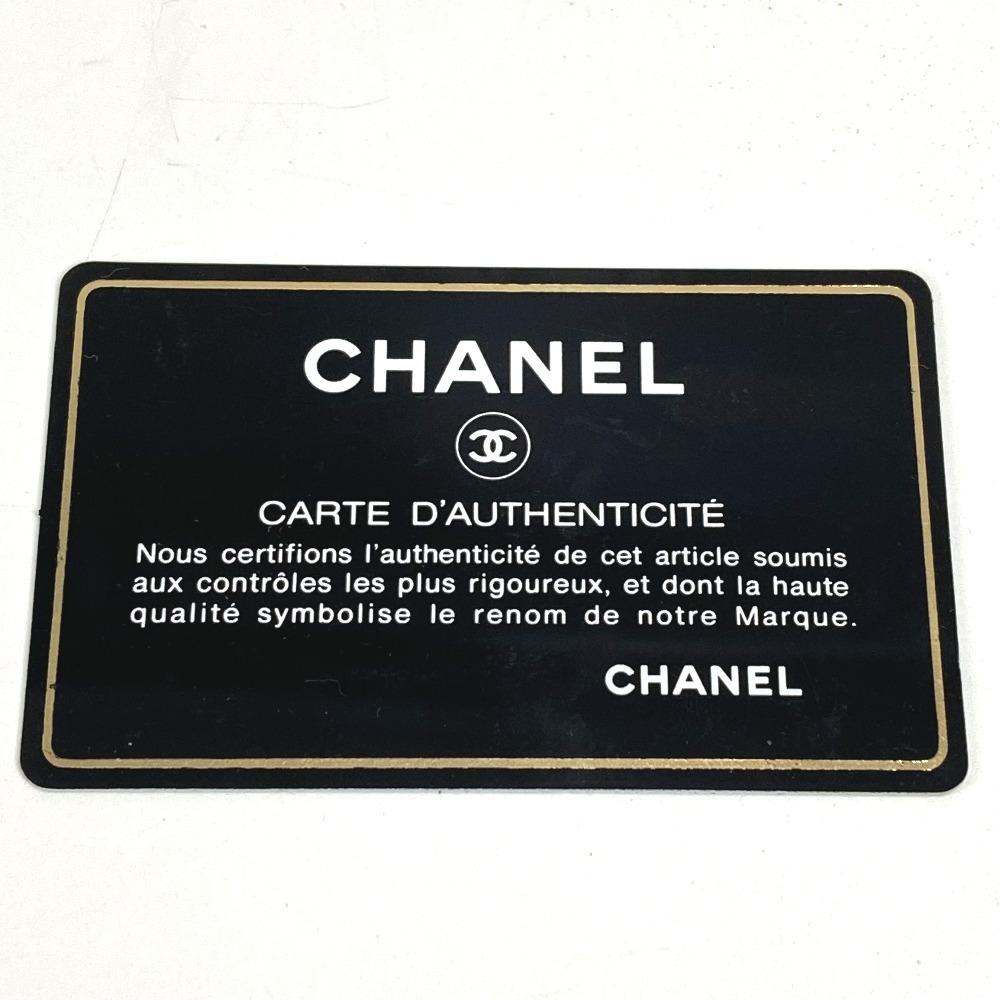 CHANEL
CARTE D'AUTHENTICITÉ
Nous certifions l'authenticité de cet article soumis
aux contrôles les plus rigoureux, et dont la haute
qualité symbolise le renom de notre Marque.
CHANEL